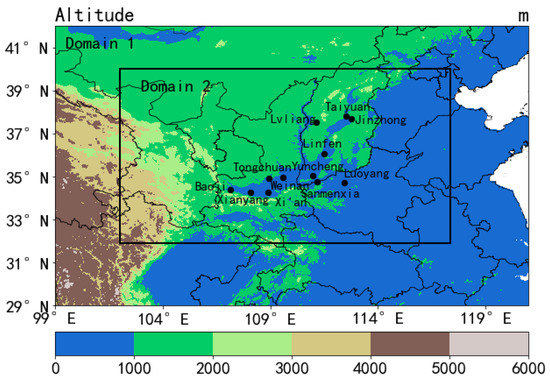 Altitude m
41° N
Domain 1
39° N
Domain 2
Taiyuan
Lvliang
Jinzhong
37° N
Linfen
35° N
Tongchuan Yuncheng
Baoji
Weinan
Luoyang
Xianyang
Xi'an
Sanmenxia
33° N
31° N
29° N
99° E 104° E 109° E 114° E 119° E
0 1000 2000 3000 4000 5000 6000